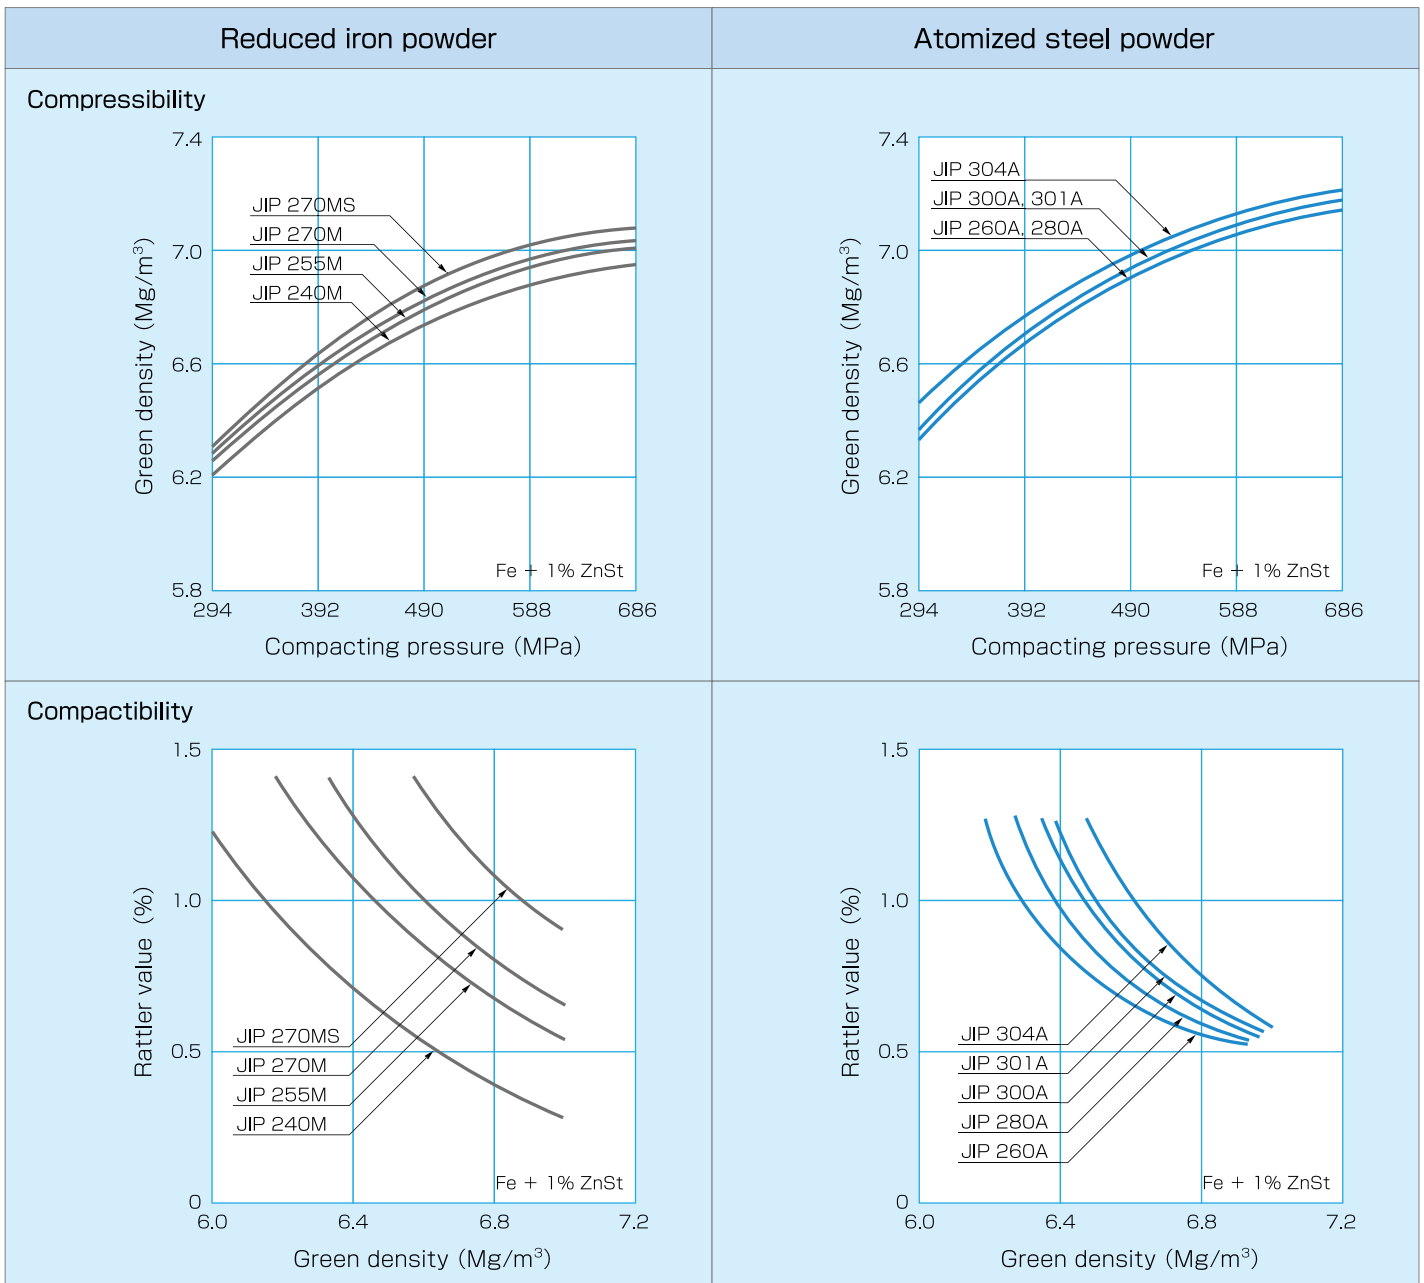 Reduced iron powder
Atomized steel powder
Compressibility
7.4
7.0
6.6
6.2
5.8
Green density (Mg/m³)
JIP 270MS
JIP 270M
JIP 255M
JIP 240M
Fe + 1% ZnSt
294 392 490 588 686
Compacting pressure (MPa)
7.4
7.0
6.6
6.2
5.8
Green density (Mg/m³)
JIP 304A
JIP 300A, 301A
JIP 260A, 280A
Fe + 1% ZnSt
294 392 490 588 686
Compacting pressure (MPa)
Compactibility
1.5
1.0
0.5
0
Rattler value (%)
JIP 270MS
JIP 270M
JIP 255M
JIP 240M
Fe + 1% ZnSt
6.0 6.4 6.8 7.2
Green density (Mg/m³)
1.5
1.0
0.5
0
Rattler value (%)
JIP 304A
JIP 301A
JIP 300A
JIP 280A
JIP 260A
Fe + 1% ZnSt
6.0 6.4 6.8 7.2
Green density (Mg/m³)